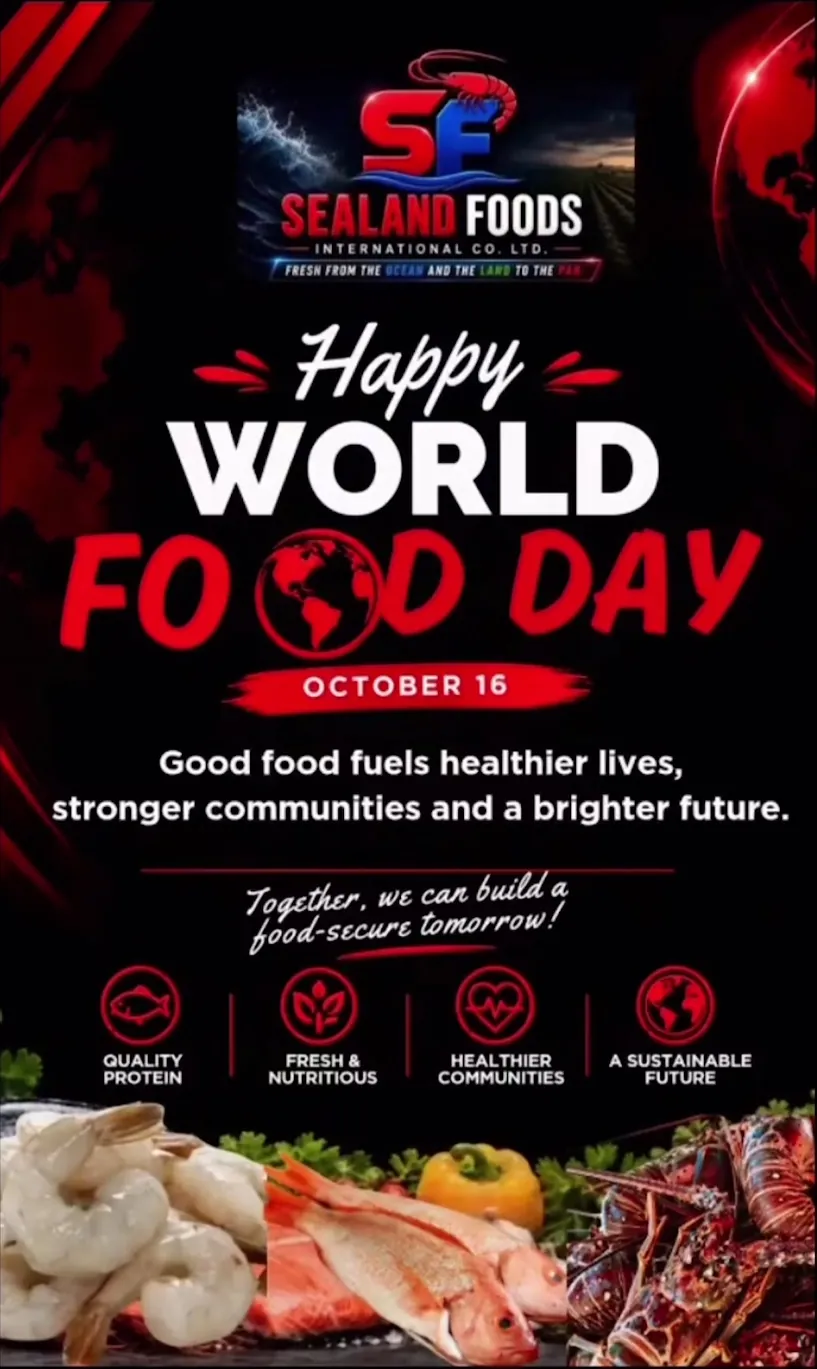 SF
SEALAND FOODS
INTERNATIONAL CO. LTD.
FRESH FROM THE OCEAN AND THE LAND TO THE PAN
Happy
WORLD
FOOD DAY
OCTOBER 16
Good food fuels healthier lives,
stronger communities and a brighter future.
Together, we can build a
food-secure tomorrow!
QUALITY
PROTEIN
FRESH &
NUTRITIOUS
HEALTHIER
COMMUNITIES
A SUSTAINABLE
FUTURE